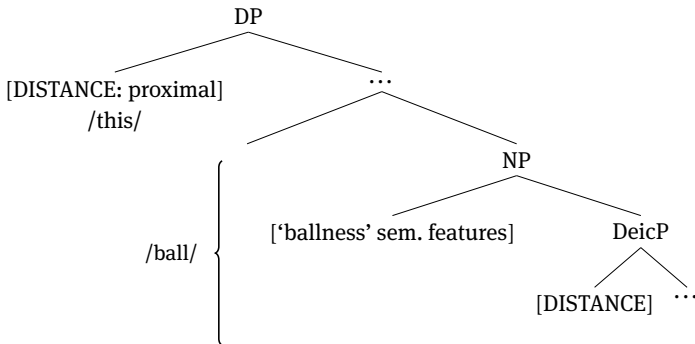 DP
[DISTANCE: proximal] …
/this/
NP
[‘ballness’ sem. features] DeicP
/ball/
[DISTANCE] …